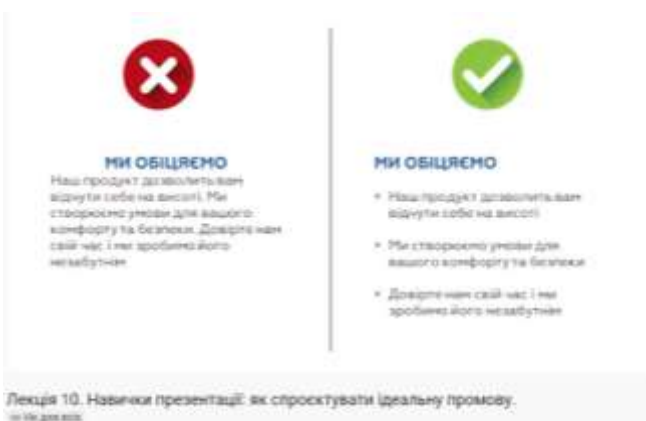 МИ ОБІЦЯЄМО
Наш продукт дозволить вам
відчути себе на висоті. Ми
створюємо умови для вашого
комфорту та безпеки. Довірте нам
свій час і ми зробимо його
незабутнім
МИ ОБІЦЯЄМО
• Наш продукт дозволить вам
відчути себе на висоті
• Ми створюємо умови для
вашого комфорту та безпеки
• Довірте нам свій час і ми
зробимо його незабутнім
Лекція 10. Навички презентації: як спроєктувати ідеальну промову.